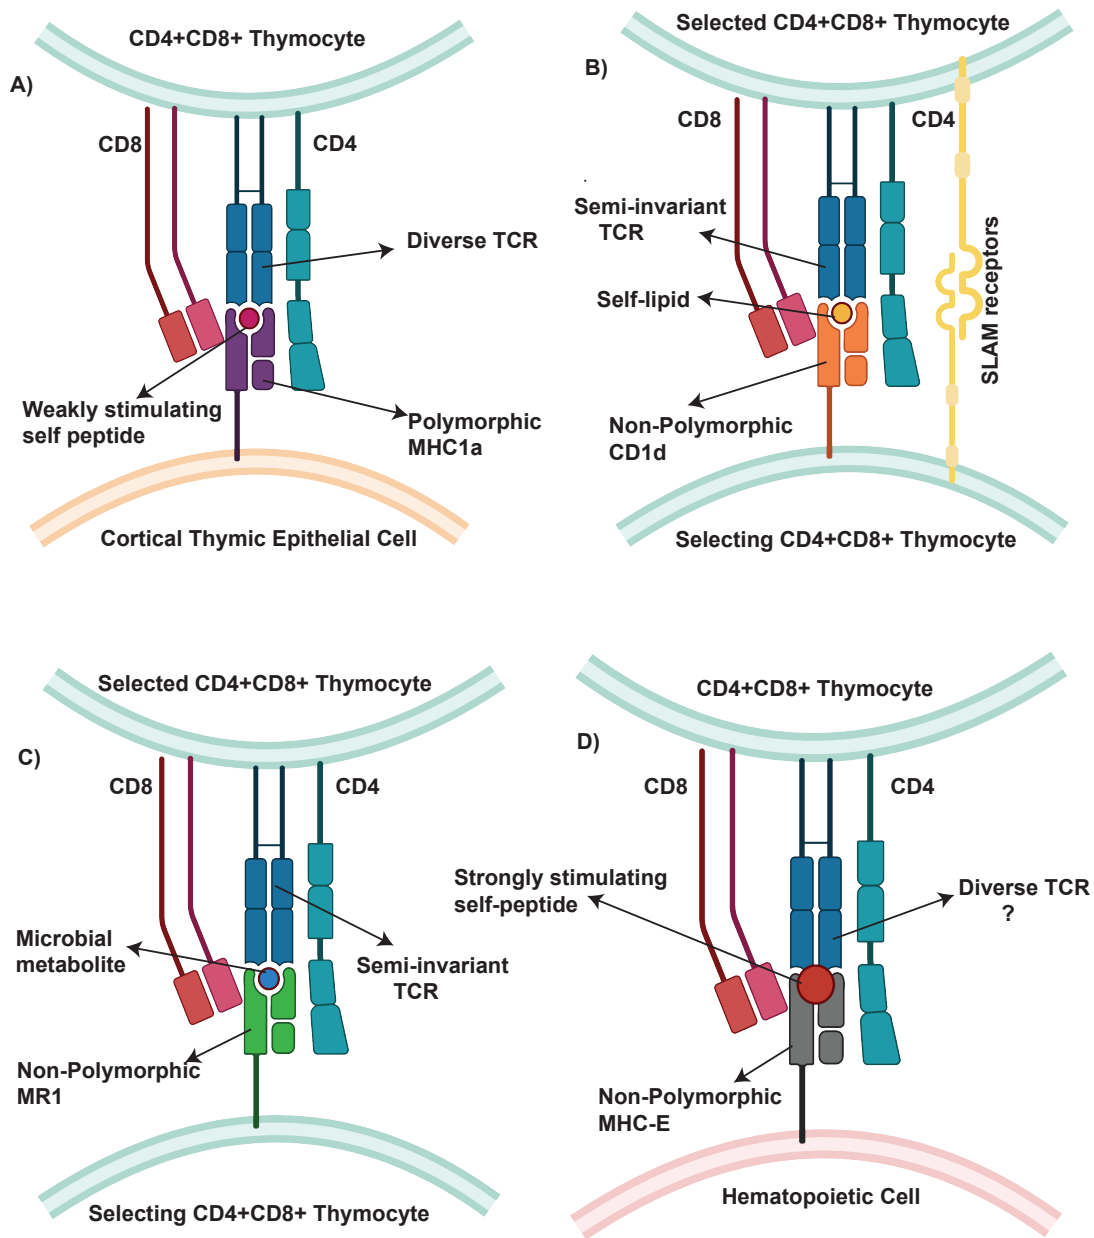 A)
CD4+CD8+ Thymocyte
CD8
CD4
Diverse TCR
Weakly stimulating
self peptide
Polymorphic
MHC1a
Cortical Thymic Epithelial Cell
B)
Selected CD4+CD8+ Thymocyte
CD8
CD4
Semi-invariant
TCR
Self-lipid
SLAM receptors
Non-Polymorphic
CD1d
Selecting CD4+CD8+ Thymocyte
C)
Selected CD4+CD8+ Thymocyte
CD8
CD4
Microbial
metabolite
Semi-invariant
TCR
Non-Polymorphic
MR1
Selecting CD4+CD8+ Thymocyte
D)
CD4+CD8+ Thymocyte
CD8
CD4
Strongly stimulating
self-peptide
Diverse TCR
?
Non-Polymorphic
MHC-E
Hematopoietic Cell